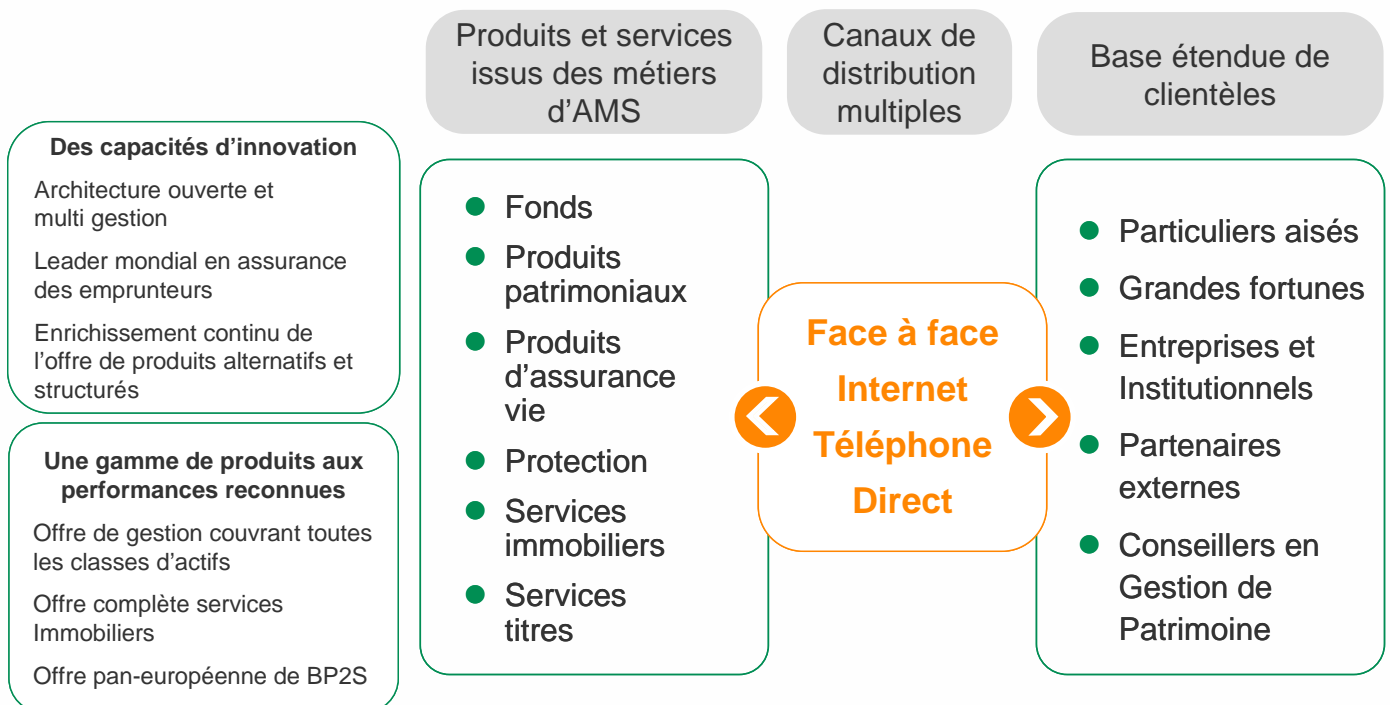 Produits et services
issus des métiers
d’AMS
Canaux de
distribution
multiples
Base étendue de
clientèles
Des capacités d’innovation
Architecture ouverte et
multi gestion
Leader mondial en assurance
des emprunteurs
Enrichissement continu de
l’offre de produits alternatifs et
structurés
Une gamme de produits aux
performances reconnues
Offre de gestion couvrant toutes
les classes d’actifs
Offre complète services
Immobiliers
Offre pan-européenne de BP2S
Fonds
Produits
patrimoniaux
Produits
d’assurance
vie
Protection
Services
immobiliers
Services
titres
Face à face
Internet
Téléphone
Direct
Particuliers aisés
Grandes fortunes
Entreprises et
Institutionnels
Partenaires
externes
Conseillers en
Gestion de
Patrimoine